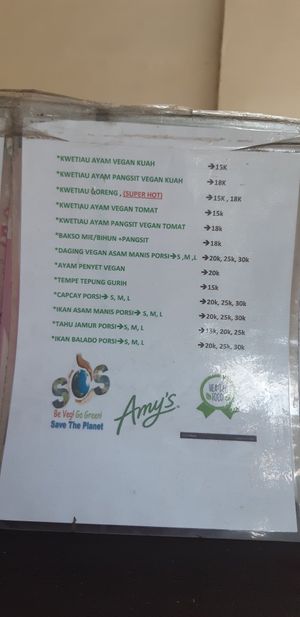 *KWETIAU AYAM VEGAN KUAH ➔15K
*KWETIAU AYAM PANGSIT VEGAN KUAH ➔18K
*KWETIAU GORENG , (SUPER HOT) ➔15K , 18K
*KWETIAU AYAM VEGAN TOMAT ➔15k
*KWETIAU AYAM PANGSIT VEGAN TOMAT ➔18k
*BAKSO MIE/BIHUN +PANGSIT ➔18k
*DAGING VEGAN ASAM MANIS PORSI➔S ,M ,L ➔20k, 25k, 30k
*AYAM PENYET VEGAN ➔20k
*TEMPE TEPUNG GURIH ➔15k
*CAPCAY PORSI➔ S, M, L ➔20k, 25k, 30k
*IKAN ASAM MANIS PORSI➔ S, M, L ➔20k, 25k, 30k
*TAHU JAMUR PORSI➔ S, M, L ➔15k, 20k, 25k
*IKAN BALADO PORSI➔S, M, L ➔20k, 25k, 30k
SOS
Be Veg! Go Green!
Save The Planet
Amy's
FOOD